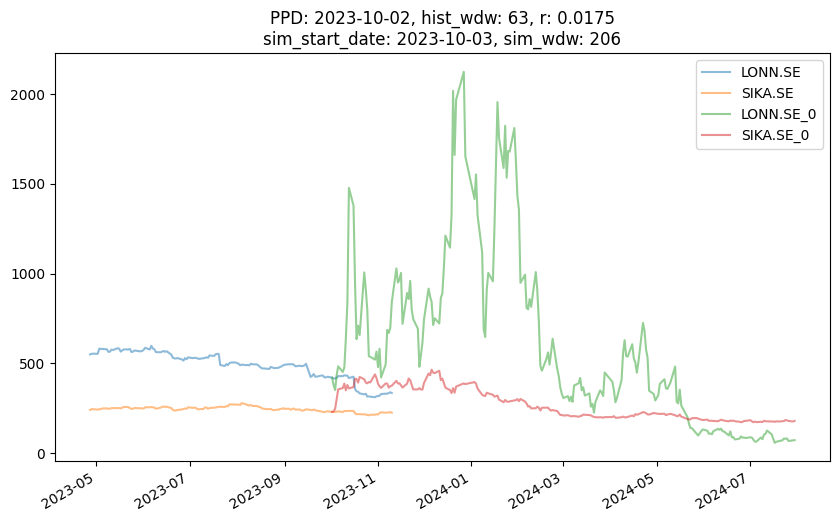 PPD: 2023-10-02, hist_wdw: 63, r: 0.0175
sim_start_date: 2023-10-03, sim_wdw: 206
LONN.SE
SIKA.SE
LONN.SE_0
SIKA.SE_0
2000
1500
1000
500
0
2023-05
2023-07
2023-09
2023-11
2024-01
2024-03
2024-05
2024-07